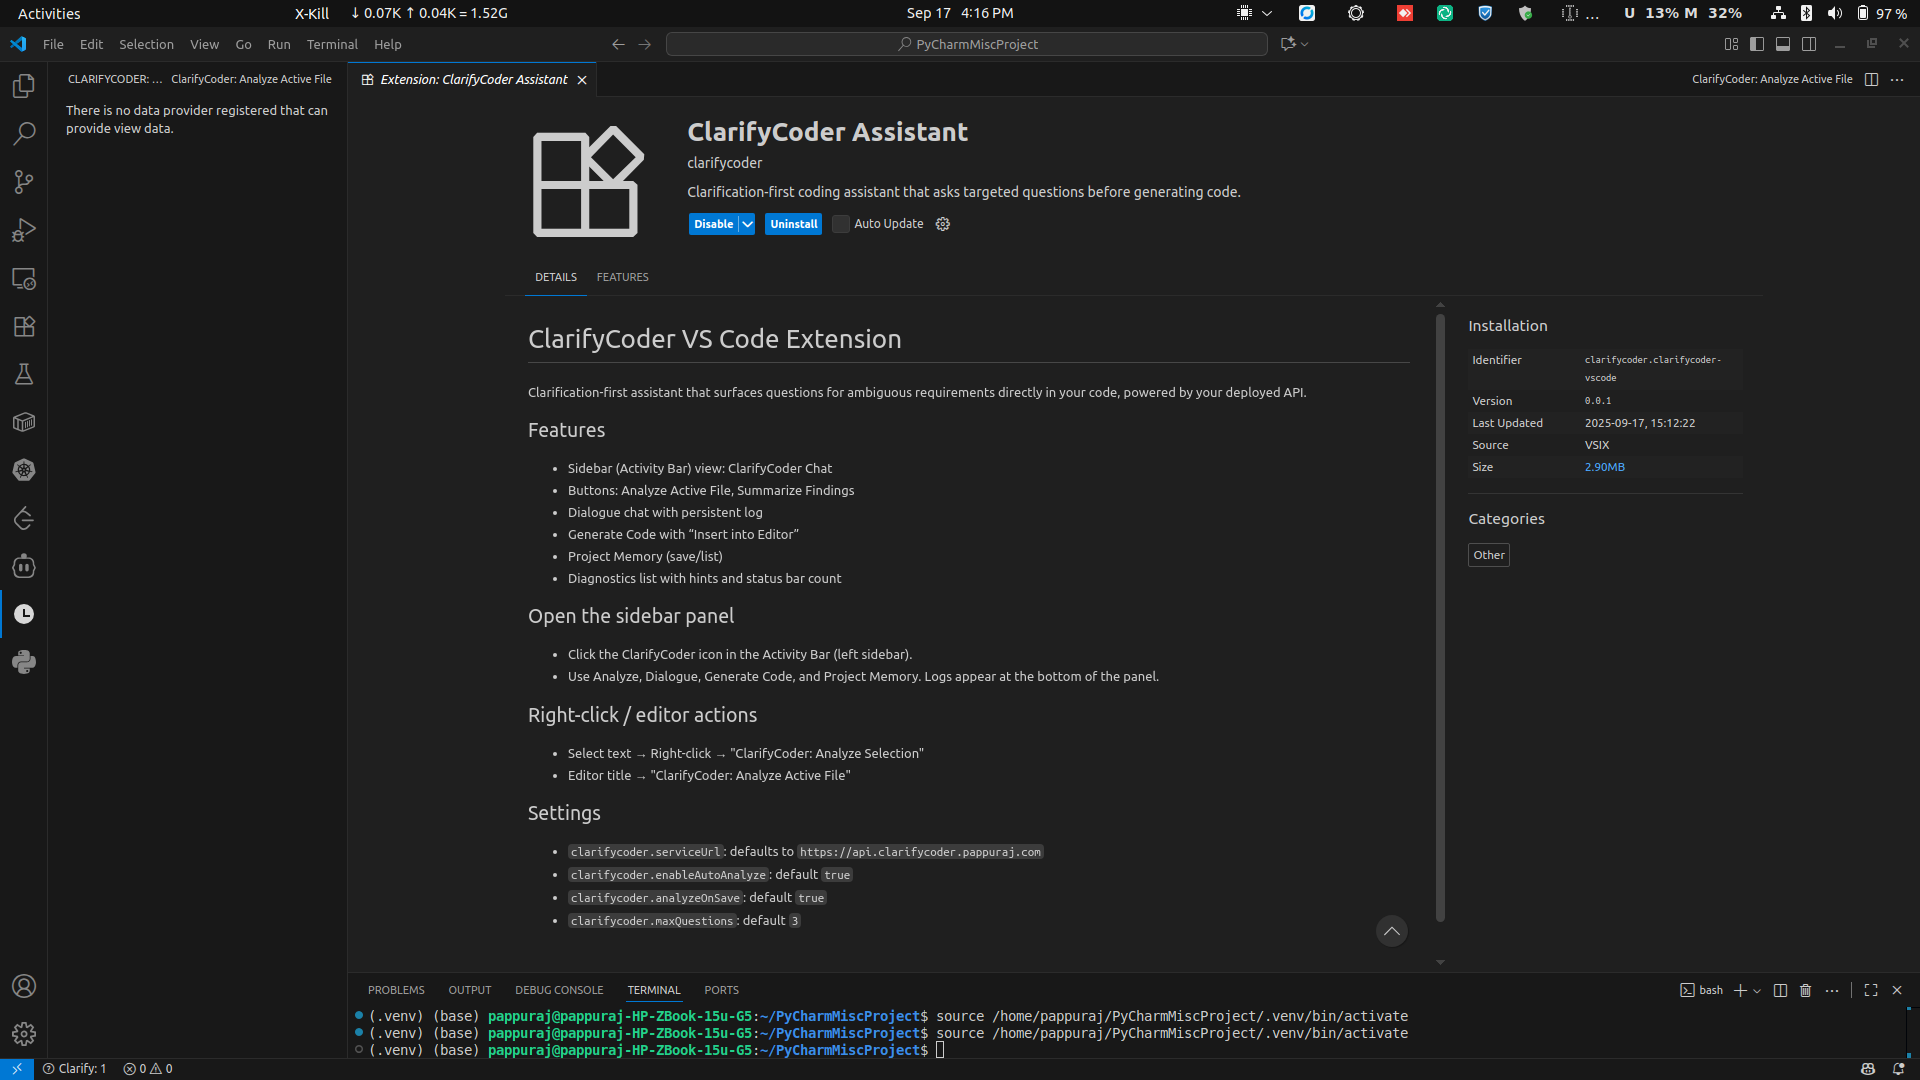 Activities
X-Kill
↓ 0.07K ↑ 0.04K = 1.52G
Sep 17 4:16 PM
...
U 13% M 32%
97 %
File Edit Selection View Go Run Terminal Help
PyCharmMiscProject
CLARIFYCODER: ...
ClarifyCoder: Analyze Active File
There is no data provider registered that can
provide view data.
Extension: ClarifyCoder Assistant
ClarifyCoder: Analyze Active File
ClarifyCoder Assistant
clarifycoder
Clarification-first coding assistant that asks targeted questions before generating code.
Disable
Uninstall
Auto Update
DETAILS
FEATURES
ClarifyCoder VS Code Extension
Clarification-first assistant that surfaces questions for ambiguous requirements directly in your code, powered by your deployed API.
Features
• Sidebar (Activity Bar) view: ClarifyCoder Chat
• Buttons: Analyze Active File, Summarize Findings
• Dialogue chat with persistent log
• Generate Code with “Insert into Editor”
• Project Memory (save/list)
• Diagnostics list with hints and status bar count
Open the sidebar panel
• Click the ClarifyCoder icon in the Activity Bar (left sidebar).
• Use Analyze, Dialogue, Generate Code, and Project Memory. Logs appear at the bottom of the panel.
Right-click / editor actions
• Select text → Right-click → "ClarifyCoder: Analyze Selection"
• Editor title → "ClarifyCoder: Analyze Active File"
Settings
• clarifycoder.serviceUrl: defaults to https://api.clarifycoder.pappuraj.com
• clarifycoder.enableAutoAnalyze: default true
• clarifycoder.analyzeOnSave: default true
• clarifycoder.maxQuestions: default 3
Installation
Identifier clarifycoder.clarifycoder-
vscode
Version 0.0.1
Last Updated 2025-09-17, 15:12:22
Source VSIX
Size 2.90MB
Categories
Other
PROBLEMS OUTPUT DEBUG CONSOLE TERMINAL PORTS
bash
(.venv) (base) pappuraj@pappuraj-HP-ZBook-15u-G5:~/PyCharmMiscProject$ source /home/pappuraj/PyCharmMiscProject/.venv/bin/activate
(.venv) (base) pappuraj@pappuraj-HP-ZBook-15u-G5:~/PyCharmMiscProject$ source /home/pappuraj/PyCharmMiscProject/.venv/bin/activate
(.venv) (base) pappuraj@pappuraj-HP-ZBook-15u-G5:~/PyCharmMiscProject$
Clarify: 1
0 0